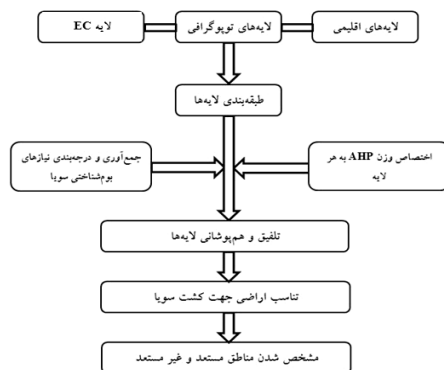 لایه‌های اقلیمی
لایه‌های توپوگرافی
لایه EC
طبقه‌بندی لایه‌ها
اختصاص وزن AHP به هر
لایه
جمع‌آوری و درجه‌بندی نیازهای
بوم‌شناختی سویا
تلفیق و هم‌پوشانی لایه‌ها
تناسب اراضی جهت کشت سویا
مشخص شدن مناطق مستعد و غیر مستعد